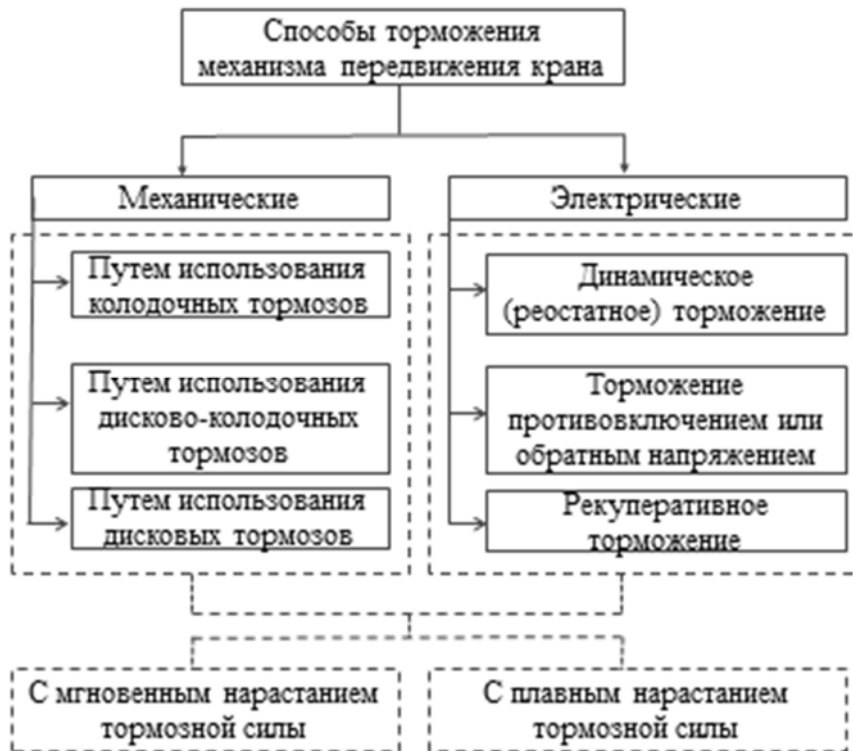 Способы торможения
механизма передвижения крана
Механические
Путем использования
колодочных тормозов
Путем использования
дисково-колодочных
тормозов
Путем использования
дисковых тормозов
Электрические
Динамическое
(реостатное) торможение
Торможение
противовключением или
обратным напряжением
Рекуперативное
торможение
С мгновенным нарастанием
тормозной силы
С плавным нарастанием
тормозной силы